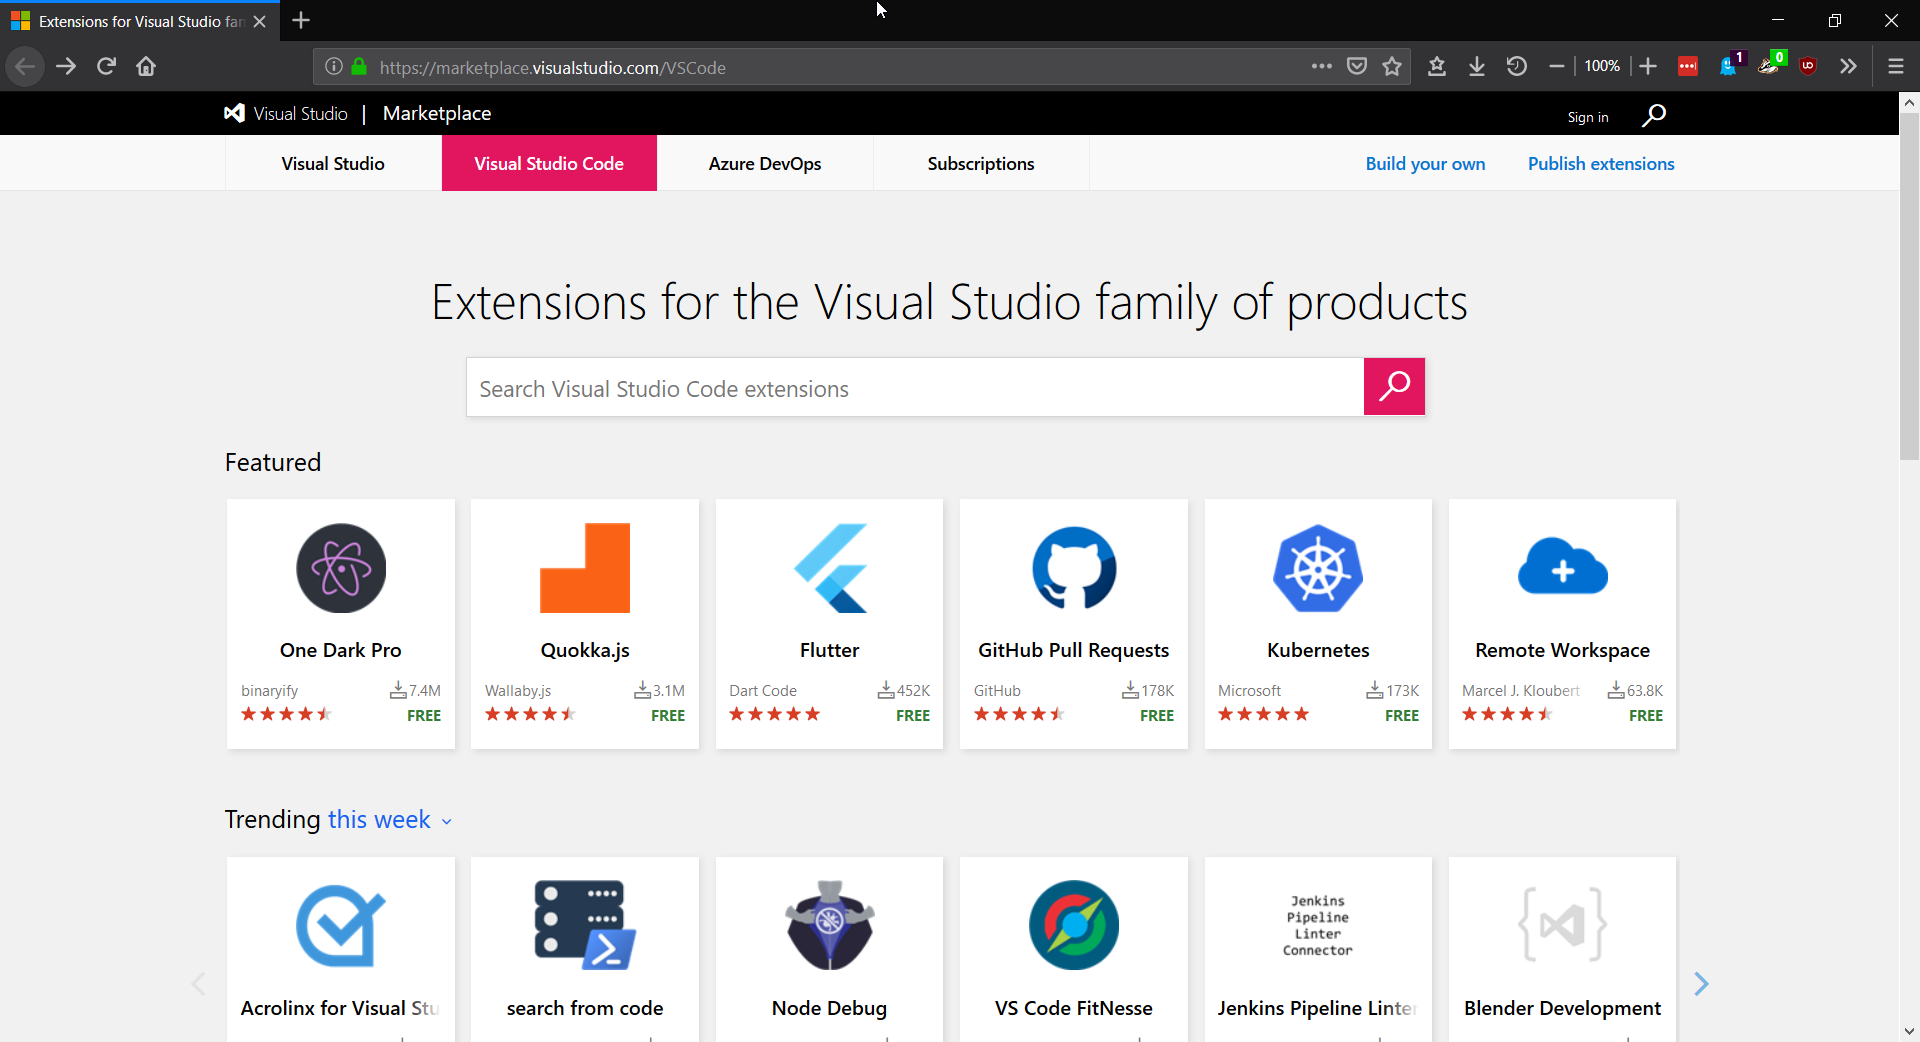 Extensions for Visual Studio fam
https://marketplace.visualstudio.com/VSCode
100%
1
0
Visual Studio | Marketplace
Sign in
Visual Studio
Visual Studio Code
Azure DevOps
Subscriptions
Build your own
Publish extensions
Extensions for the Visual Studio family of products
Search Visual Studio Code extensions
Featured
One Dark Pro
binaryify 7.4M
FREE
Quokka.js
Wallaby.js 3.1M
FREE
Flutter
Dart Code 452K
FREE
GitHub Pull Requests
GitHub 178K
FREE
Kubernetes
Microsoft 173K
FREE
Remote Workspace
Marcel J. Kloubert 63.8K
FREE
Trending this week
Acrolinx for Visual Stu
search from code
Node Debug
VS Code FitNesse
Jenkins
Pipeline
Linter
Connector
Jenkins Pipeline Linter
Blender Development